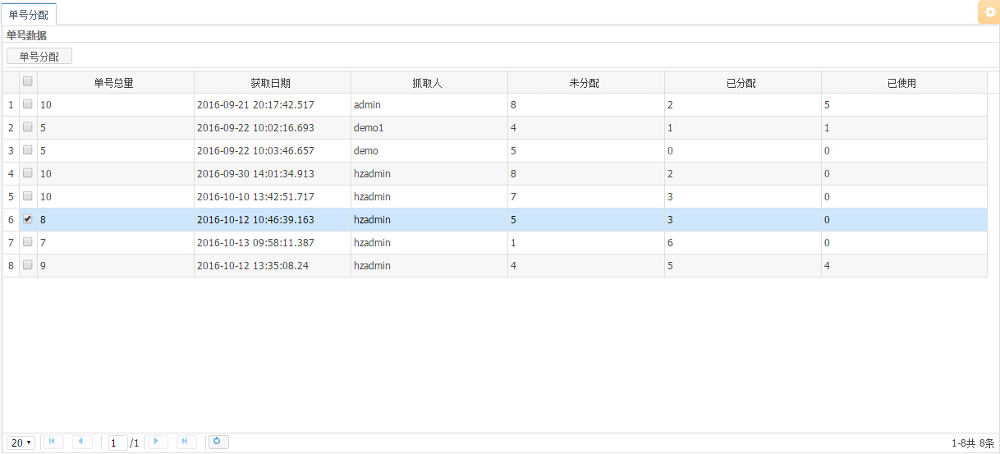 单号分配
单号数据
单号分配
单号总量 获取日期 抓取人 未分配 已分配 已使用
1 10 2016-09-21 20:17:42.517 admin 8 2 5
2 5 2016-09-22 10:02:16.693 demo1 4 1 1
3 5 2016-09-22 10:03:46.657 demo 5 0 0
4 10 2016-09-30 14:01:34.913 hzadmin 8 2 0
5 10 2016-10-10 13:42:51.717 hzadmin 7 3 0
6 8 2016-10-12 10:46:39.163 hzadmin 5 3 0
7 7 2016-10-13 09:58:11.387 hzadmin 1 6 0
8 9 2016-10-12 13:35:08.24 hzadmin 4 5 4
20 1 /1 1-8共 8条